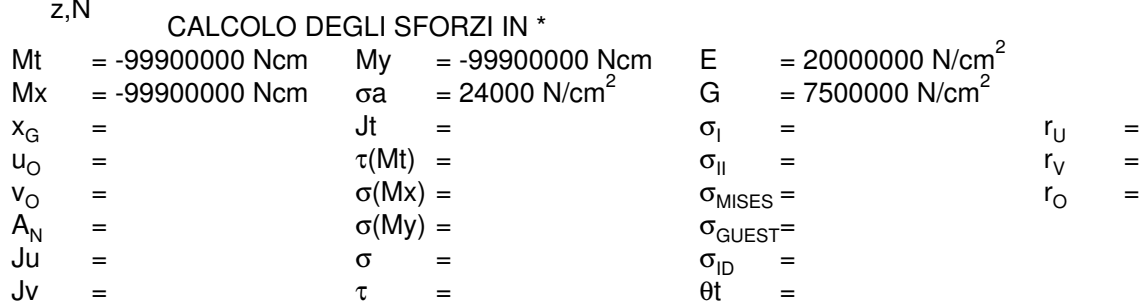 z,N
CALCOLO DEGLI SFORZI IN *
Mt = -99900000 Ncm My = -99900000 Ncm E = 20000000 N/cm²
Mx = -99900000 Ncm σa = 24000 N/cm² G = 7500000 N/cm²
x_G = Jt = σ_I = r_U =
u_O = τ(Mt) = σ_II = r_V =
v_O = σ(Mx) = σ_MISES = r_O =
A_N = σ(My) = σ_GUEST=
Ju = σ = σ_ID =
Jv = τ = θt =